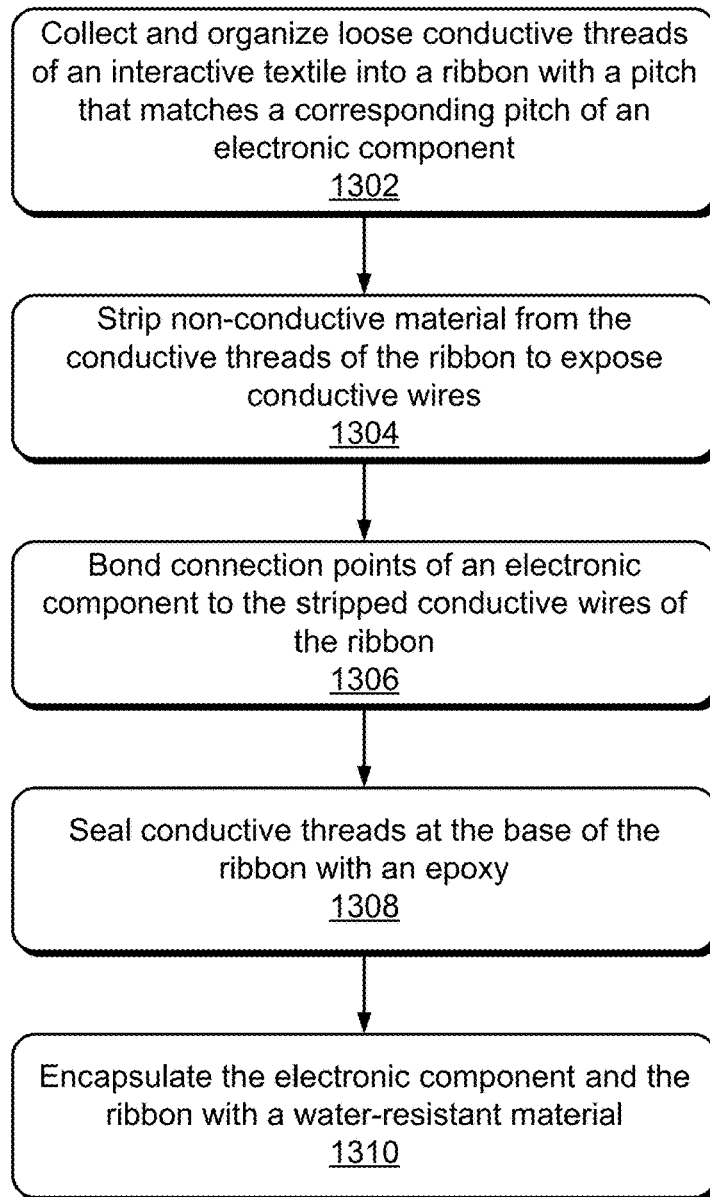 Collect and organize loose conductive threads
of an interactive textile into a ribbon with a pitch
that matches a corresponding pitch of an
electronic component
1302
Strip non-conductive material from the
conductive threads of the ribbon to expose
conductive wires
1304
Bond connection points of an electronic
component to the stripped conductive wires of
the ribbon
1306
Seal conductive threads at the base of the
ribbon with an epoxy
1308
Encapsulate the electronic component and the
ribbon with a water-resistant material
1310